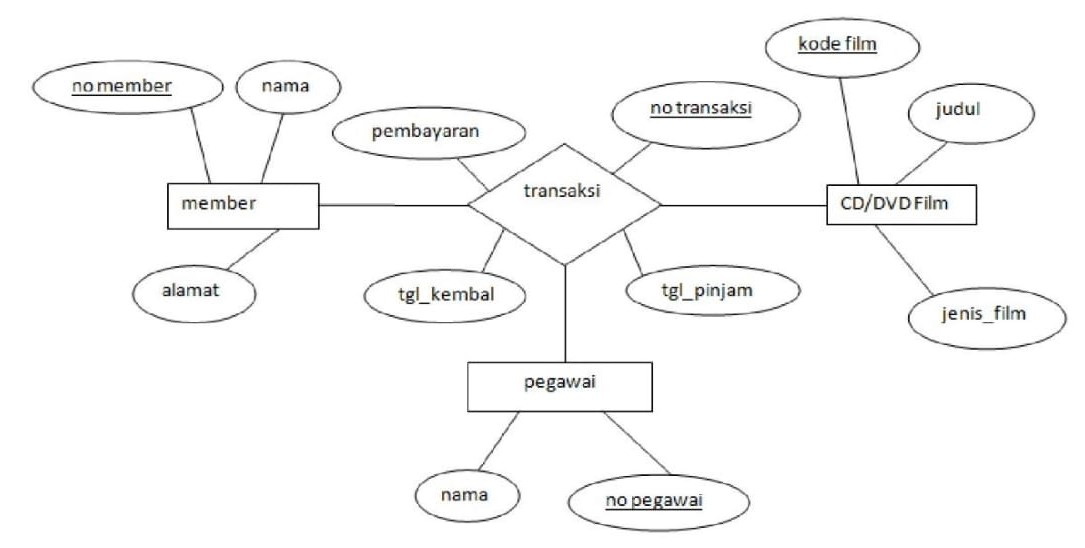 kode film
no member
nama
pembayaran
no transaksi
judul
transaksi
member
CD/DVD Film
alamat
tgl_kembal
tgl_pinjam
jenis_film
pegawai
nama
no pegawai